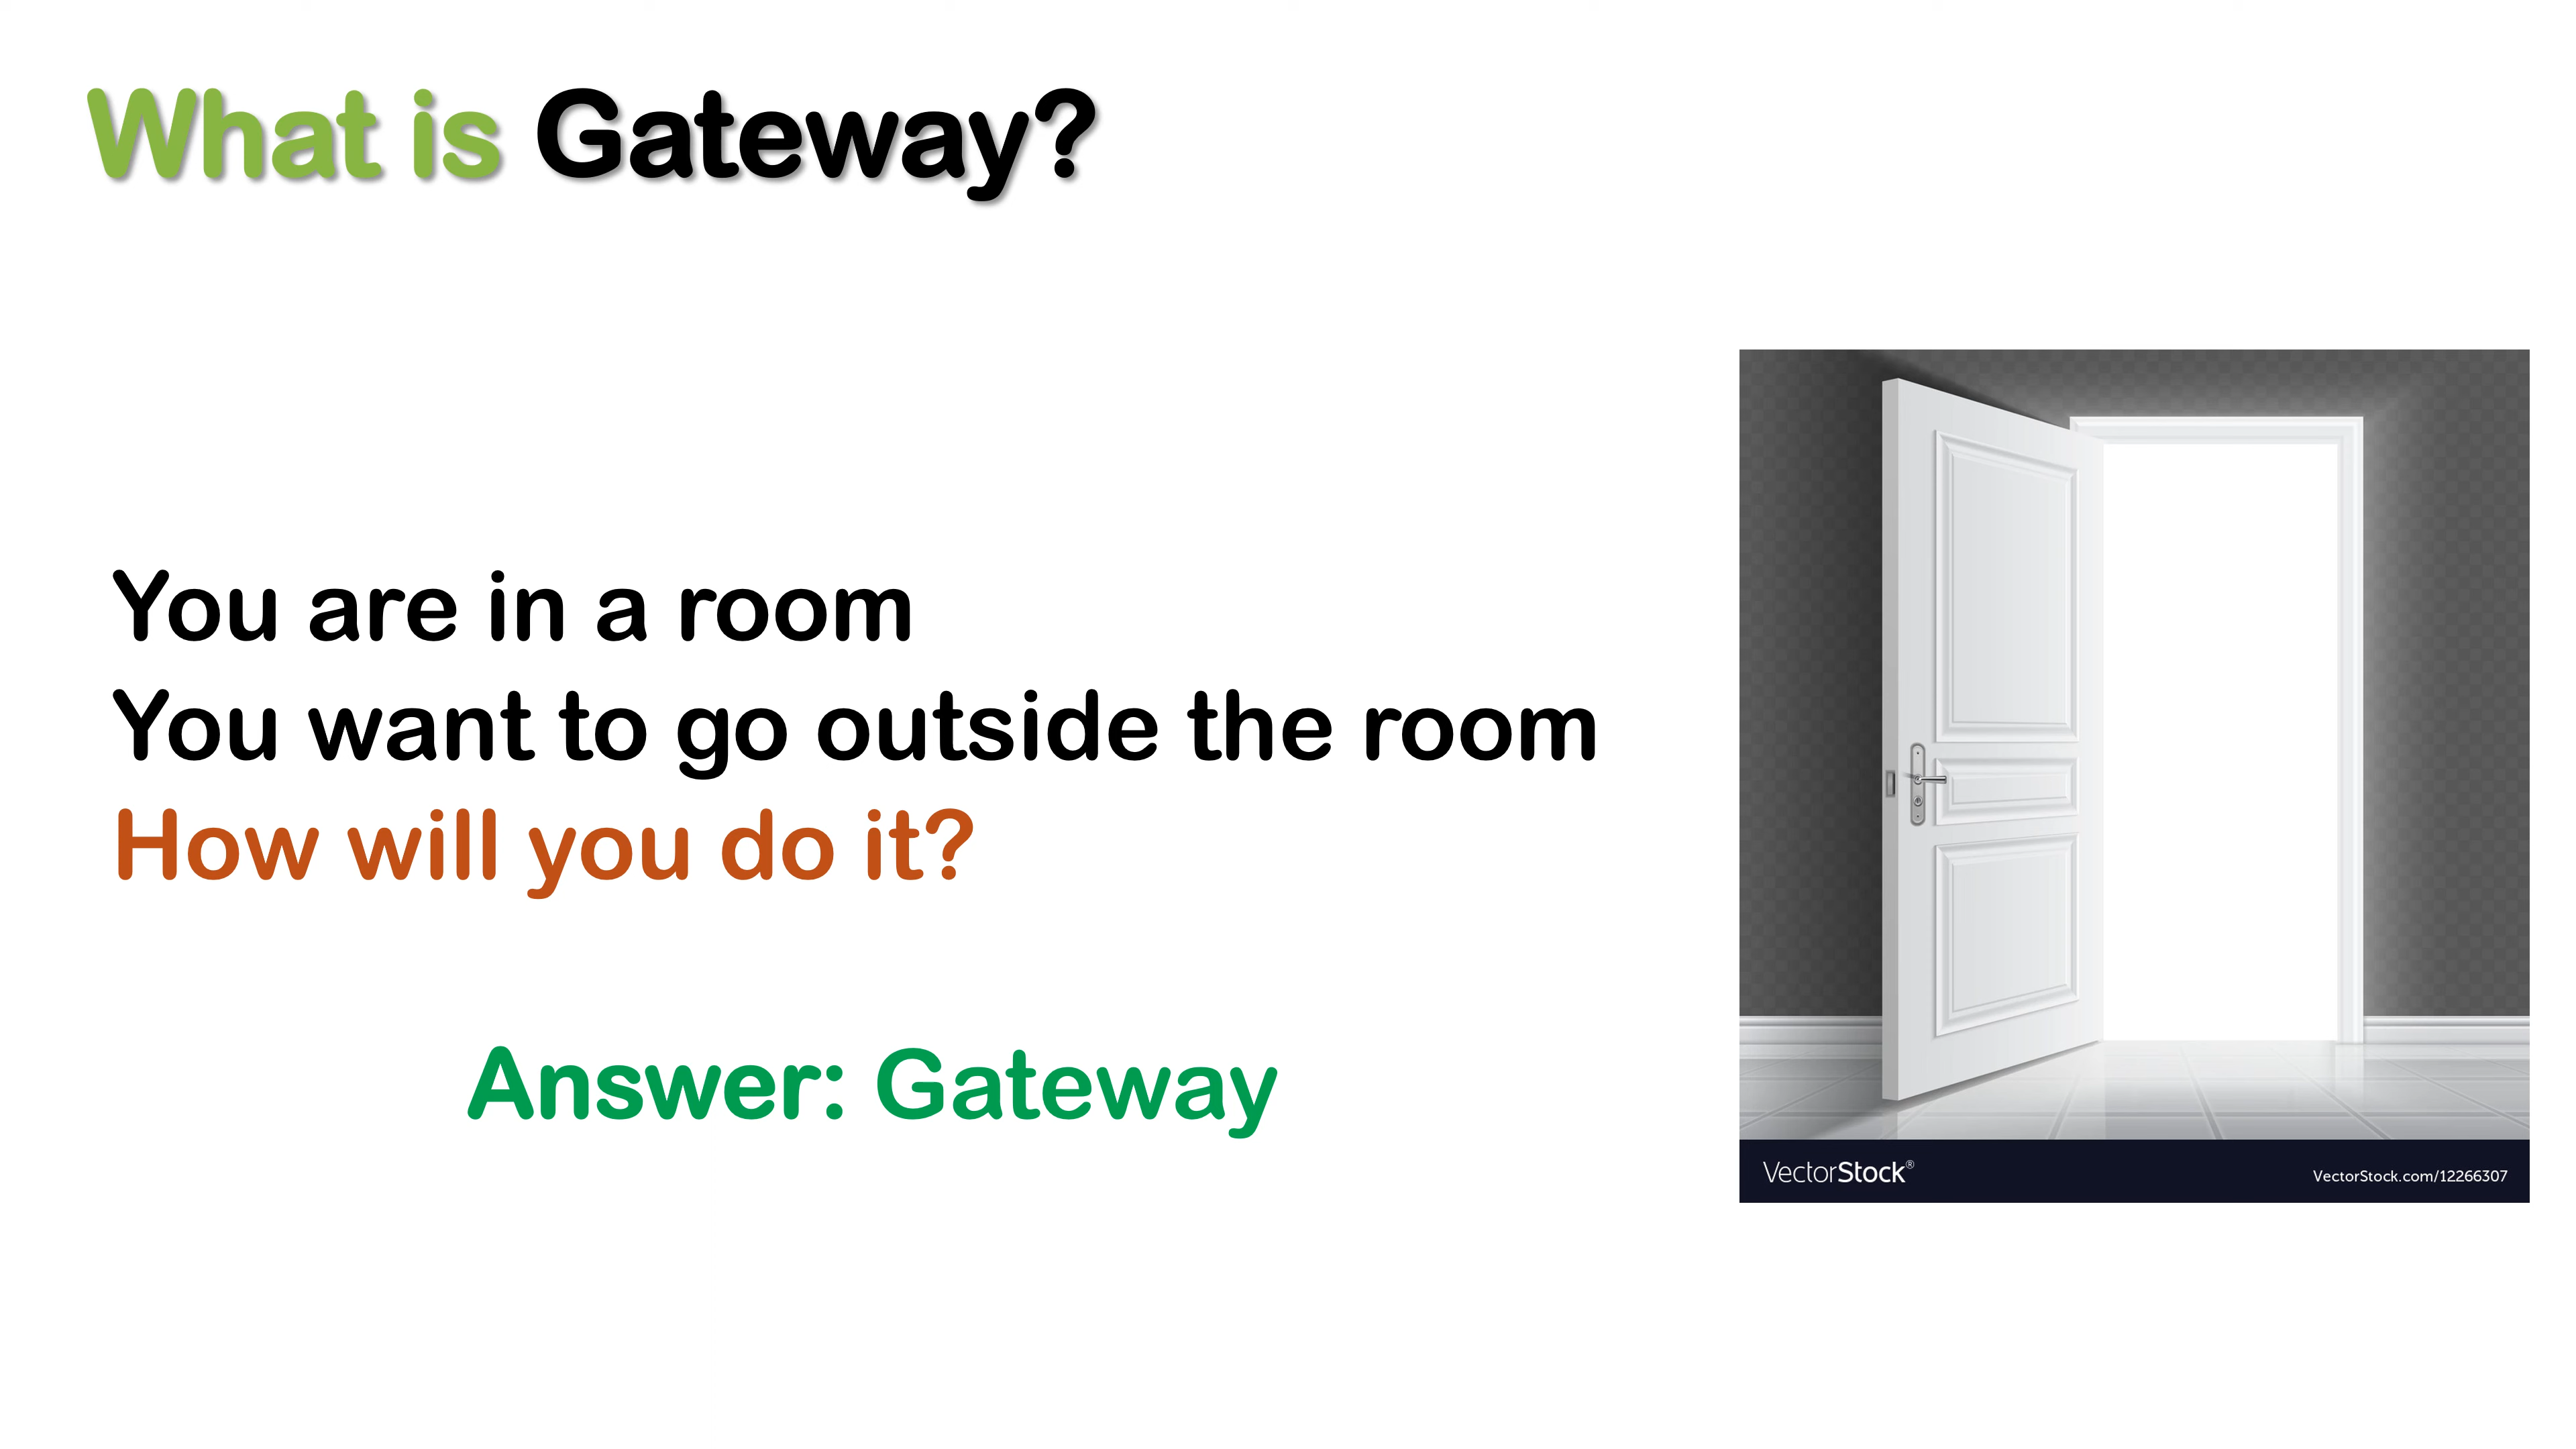 What is Gateway?
You are in a room
You want to go outside the room
How will you do it?
Answer: Gateway
VectorStock®
VectorStock.com/12266307